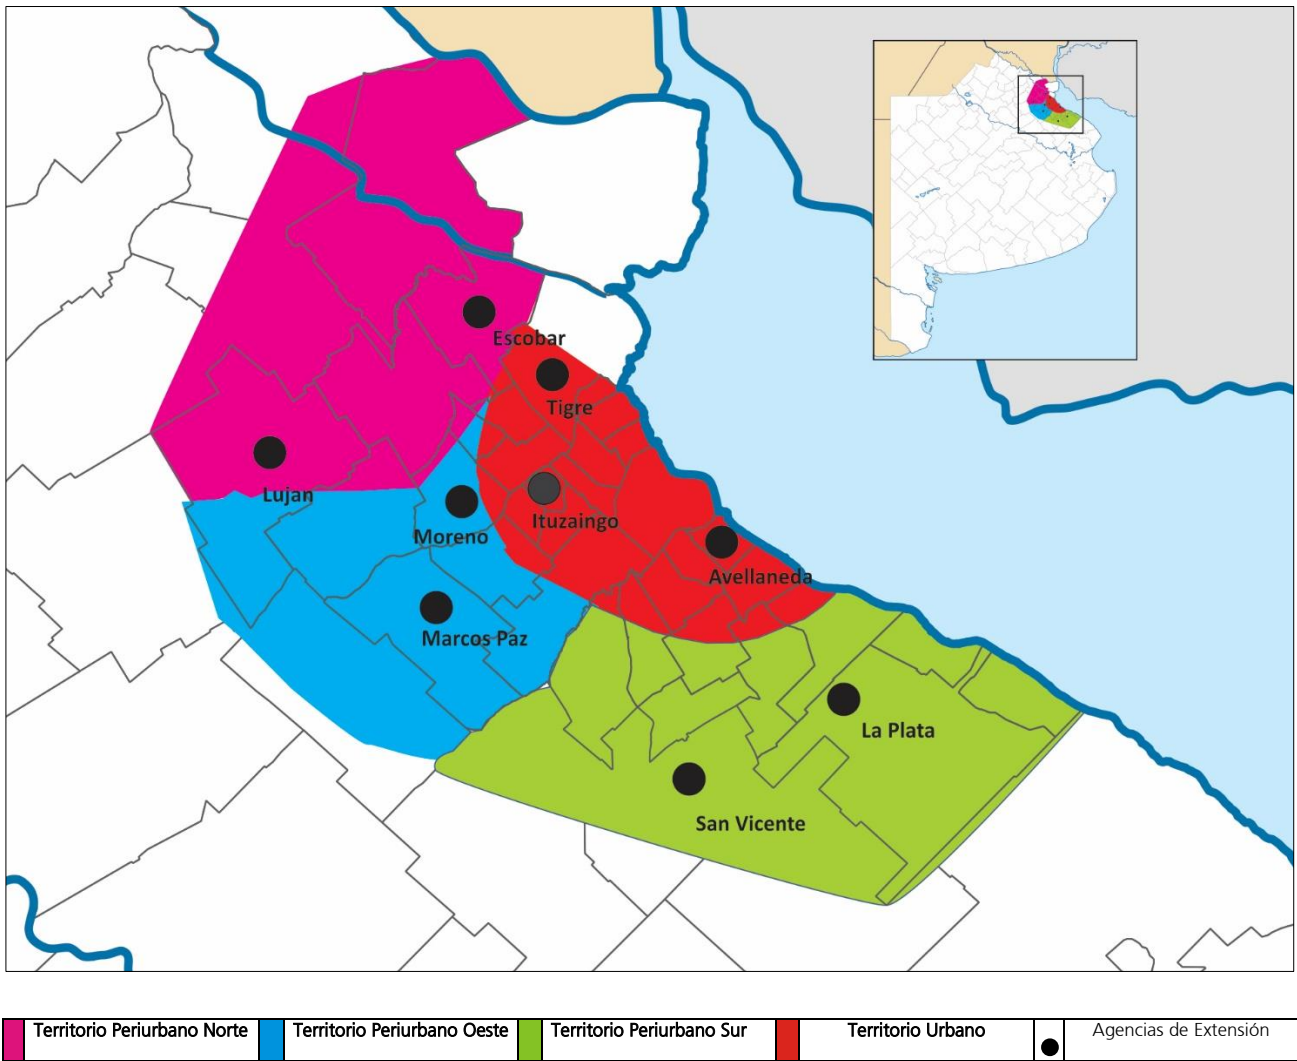 Escobar
Tigre
Lujan
Ituzaingo
Moreno
Avellaneda
Marcos Paz
La Plata
San Vicente
Territorio Periurbano Norte
Territorio Periurbano Oeste
Territorio Periurbano Sur
Territorio Urbano
Agencias de Extensión